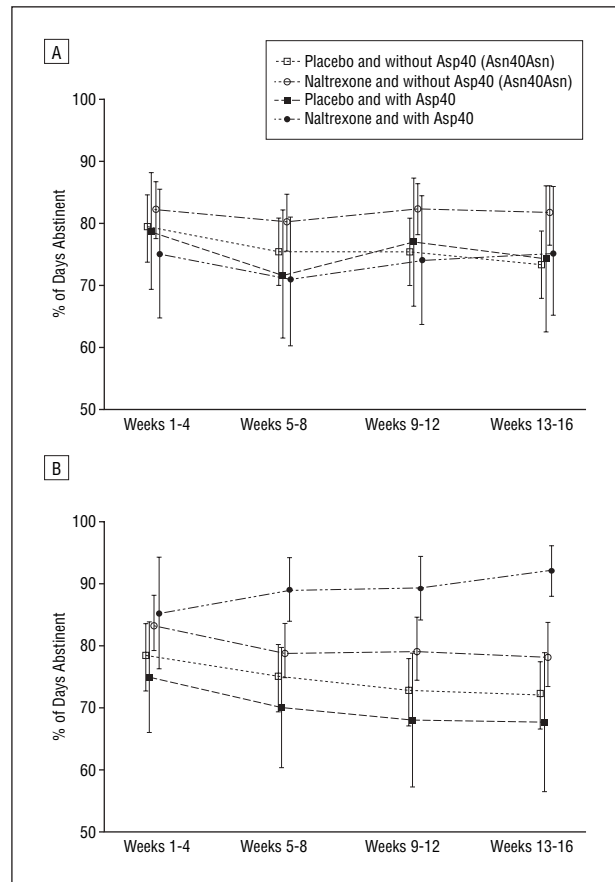 A
Placebo and without Asp40 (Asn40Asn)
Naltrexone and without Asp40 (Asn40Asn)
Placebo and with Asp40
Naltrexone and with Asp40
100
90
80
70
60
50
% of Days Abstinent
Weeks 1-4
Weeks 5-8
Weeks 9-12
Weeks 13-16
B
100
90
80
70
60
50
% of Days Abstinent
Weeks 1-4
Weeks 5-8
Weeks 9-12
Weeks 13-16